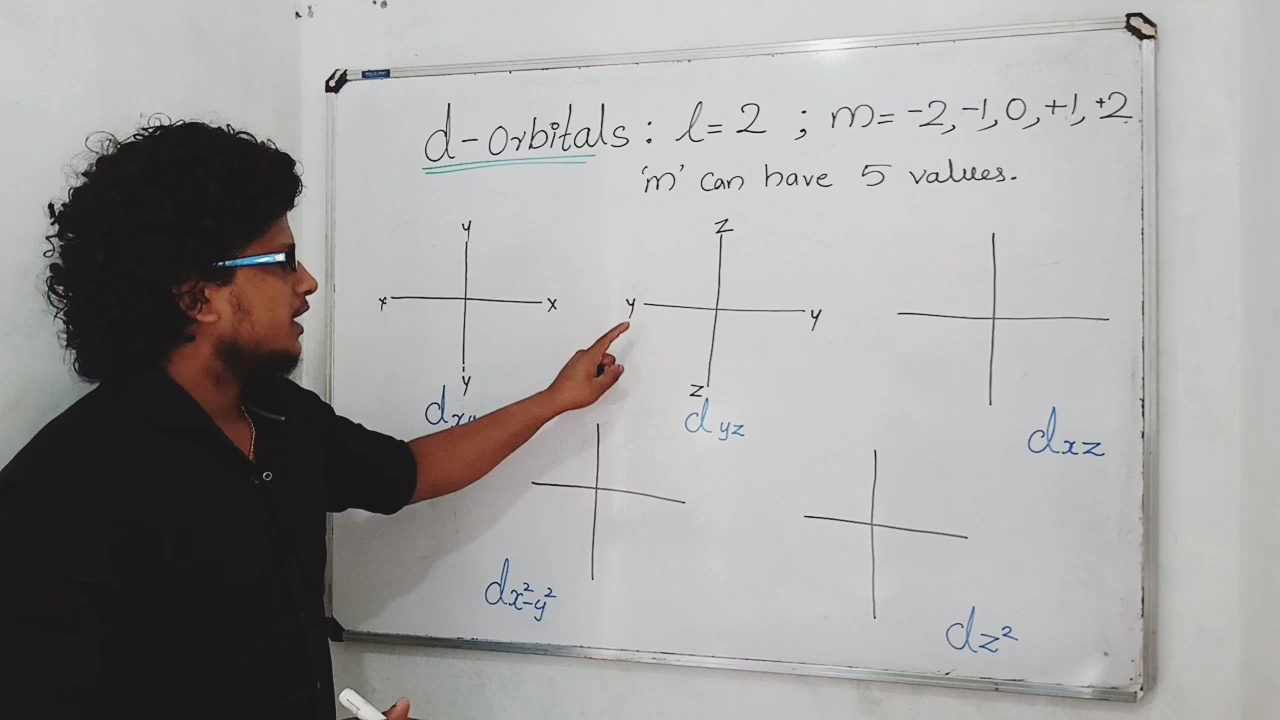 d-orbitals : l=2 ; m= -2, -1, 0, +1, +2
'm' can have 5 values.
y
x x
y
dxy
z
y y
z
dyz
dxz
dx²-y²
dz²